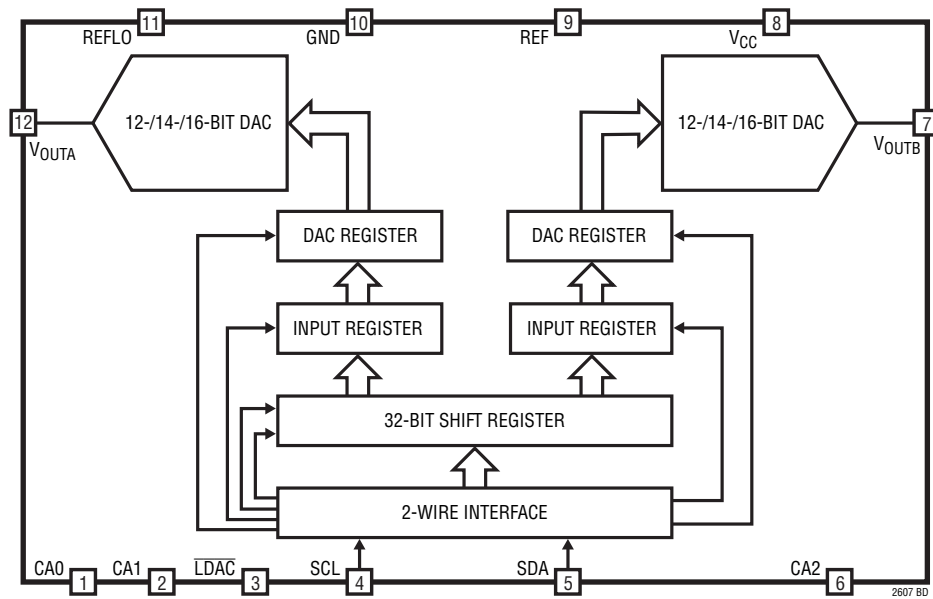 11
10
9
8
REFLO
GND
REF
VCC
12-/14-/16-BIT DAC
12-/14-/16-BIT DAC
12
7
VOUTA
VOUTB
DAC REGISTER
DAC REGISTER
INPUT REGISTER
INPUT REGISTER
32-BIT SHIFT REGISTER
2-WIRE INTERFACE
CA0
CA1
LDAC
SCL
SDA
CA2
1
2
3
4
5
6
2607 BD